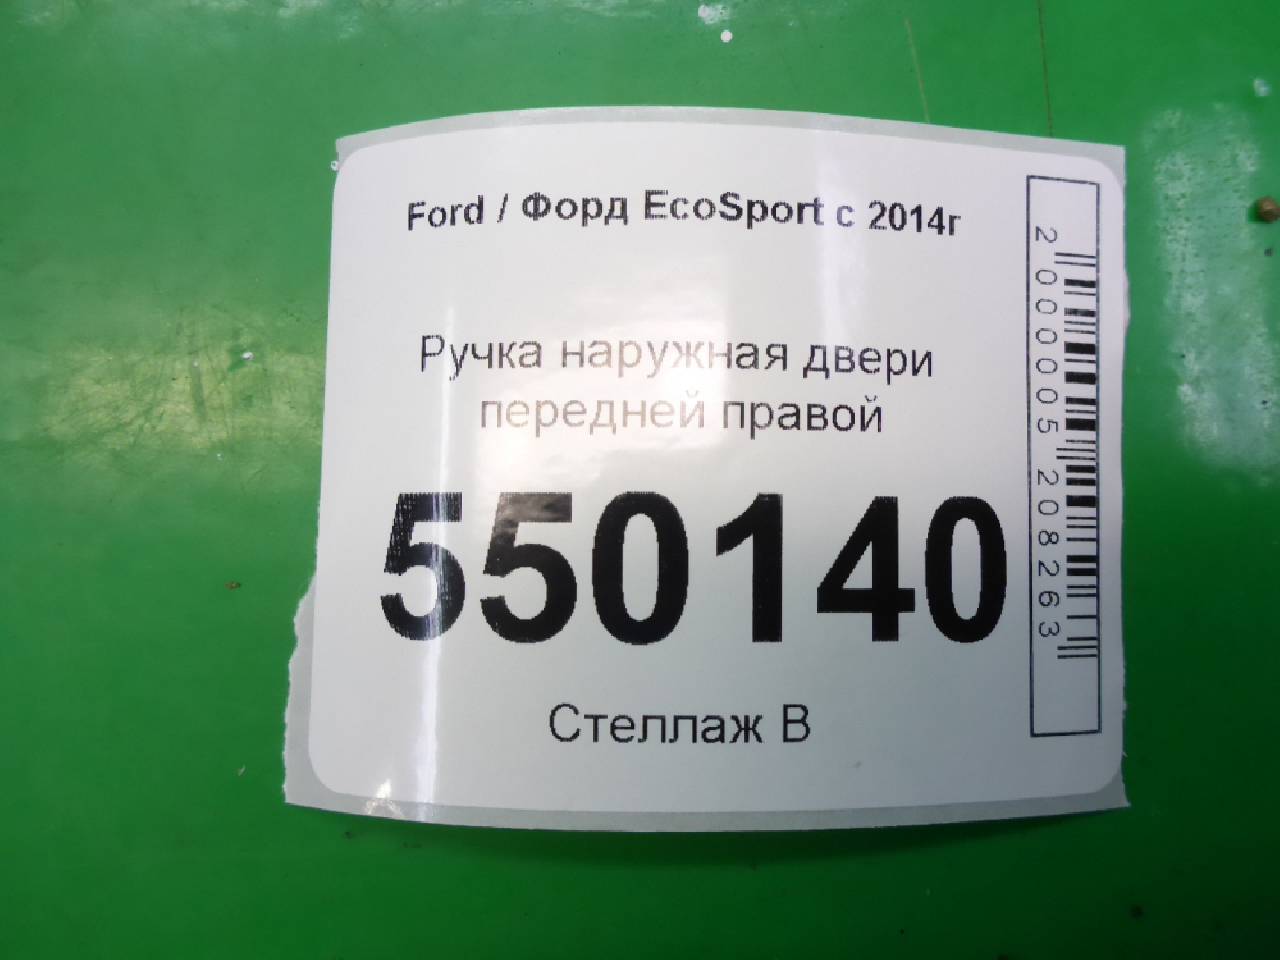 Ford / Форд EcoSport с 2014г
Ручка наружная двери
передней правой
550140
Стеллаж В
2000005208263